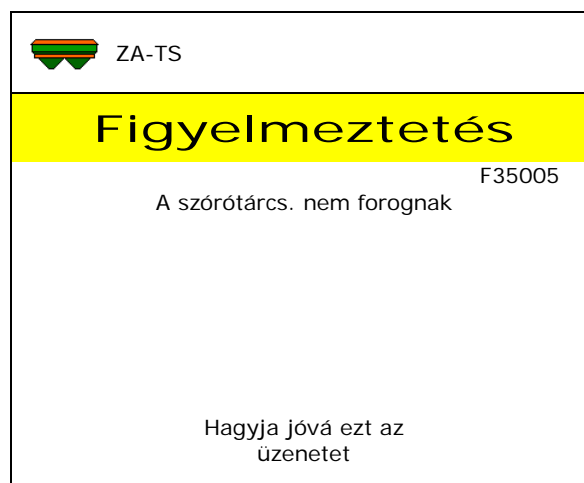 ZA-TS
Figyelmeztetés
F35005
A szórótárcs. nem forognak
Hagyja jóvá ezt az
üzenetet